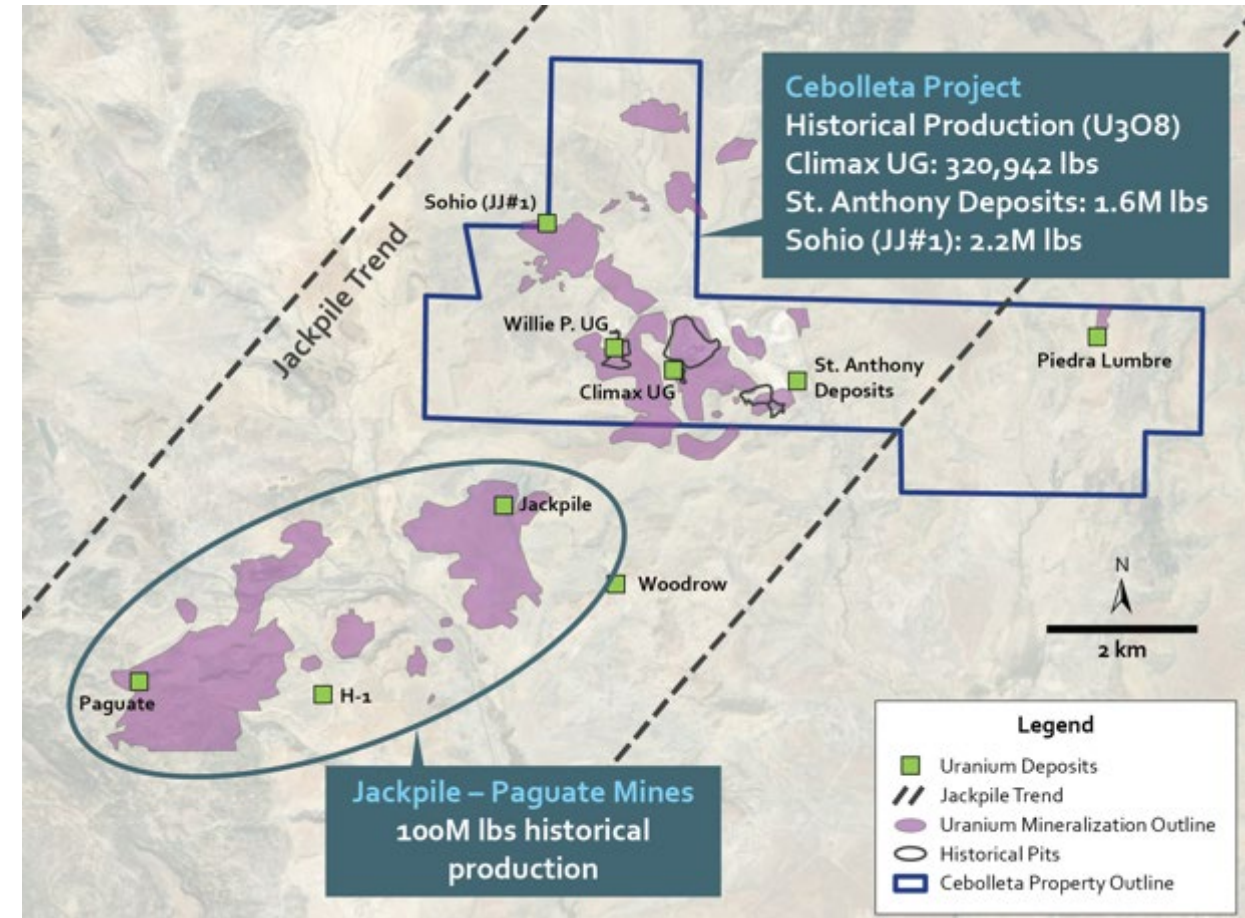 Cebolleta Project
Historical Production (U3O8)
Climax UG: 320,942 lbs
St. Anthony Deposits: 1.6M lbs
Sohio (JJ#1): 2.2M lbs
Sohio (JJ#1)
Jackpile Trend
Willie P. UG
Climax UG
St. Anthony
Deposits
Piedra Lumbre
Jackpile
Woodrow
Paguate
H-1
N
2 km
Jackpile – Paguate Mines
100M lbs historical
production
Legend
Uranium Deposits
Jackpile Trend
Uranium Mineralization Outline
Historical Pits
Cebolleta Property Outline